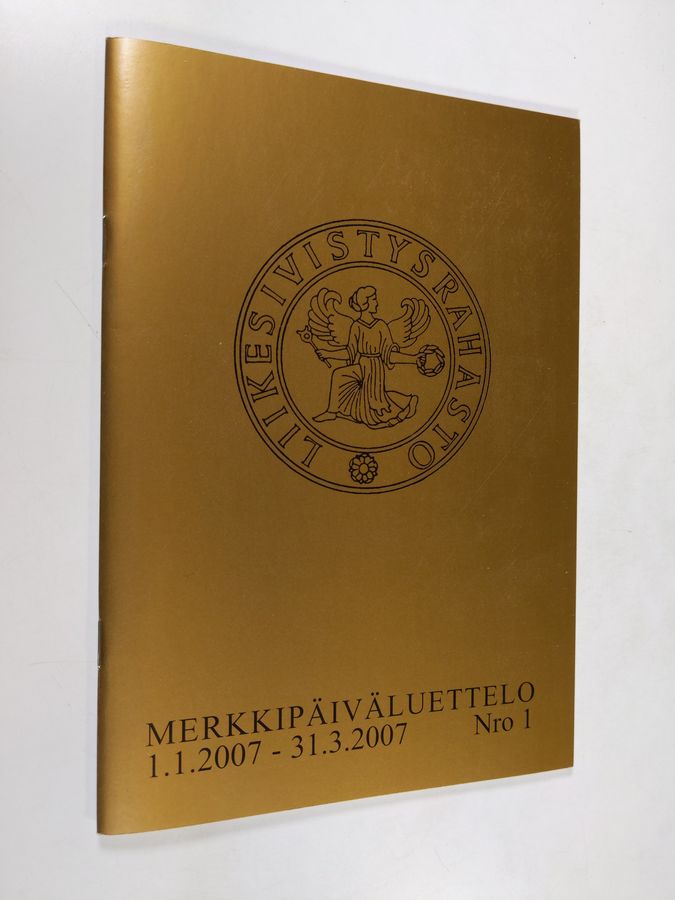 LIIKESIVISTYSRAHASTO
MERKKIPÄIVÄLUETTELO
1.1.2007 - 31.3.2007 Nro 1